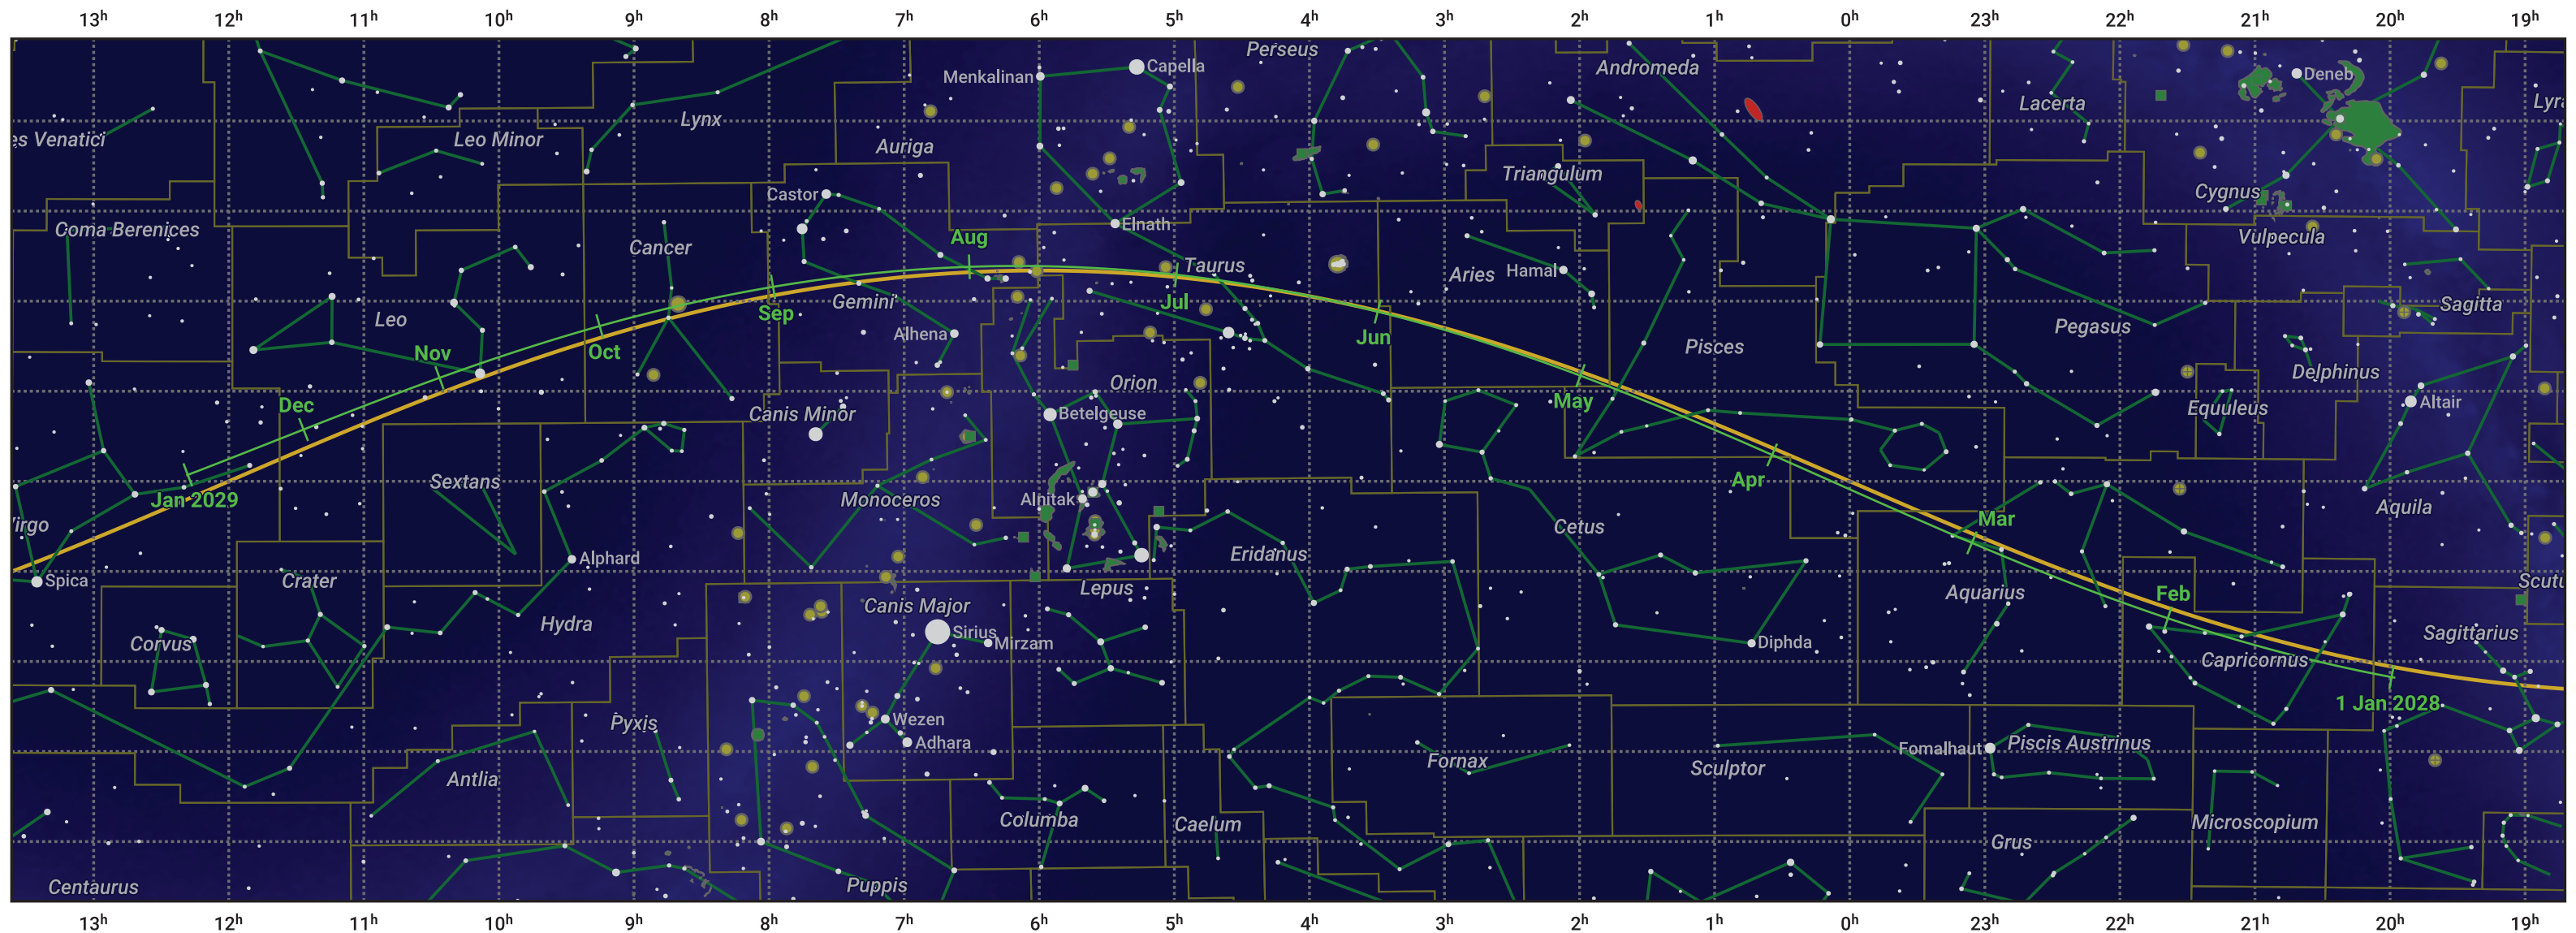 13h 12h 11h 10h 9h 8h 7h 6h 5h 4h 3h 2h 1h 0h 23h 22h 21h 20h 19h
Perseus
Menkalinan
Capella
Andromeda
Deneb
Lacerta
Lyra
es Venatici
Leo Minor
Lynx
Auriga
Triangulum
Cygnus
Castor
Coma Berenices
Cancer
Aug
Elnath
Taurus
Aries
Hamal
Vulpecula
Leo
Sep
Gemini
Jul
Alhena
Jun
Pisces
Pegasus
Sagitta
Nov
Oct
Orion
Delphinus
Dec
Canis Minor
Betelgeuse
May
Equuleus
Altair
Jan 2029
Sextans
Monoceros
Alnitak
Apr
Aquila
Virgo
Cetus
Mar
Spica
Crater
Alphard
Eridanus
Lepus
Aquarius
Feb
Scutu
Hydra
Canis Major
Sirius
Mirzam
Corvus
Diphda
Capricornus
Sagittarius
1 Jan 2028
Pyxis
Wezen
Adhara
Antlia
Fornax
Sculptor
Fomalhaut
Piscis Austrinus
Columba
Caelum
Grus
Microscopium
Centaurus
Puppis
13h 12h 11h 10h 9h 8h 7h 6h 5h 4h 3h 2h 1h 0h 23h 22h 21h 20h 19h